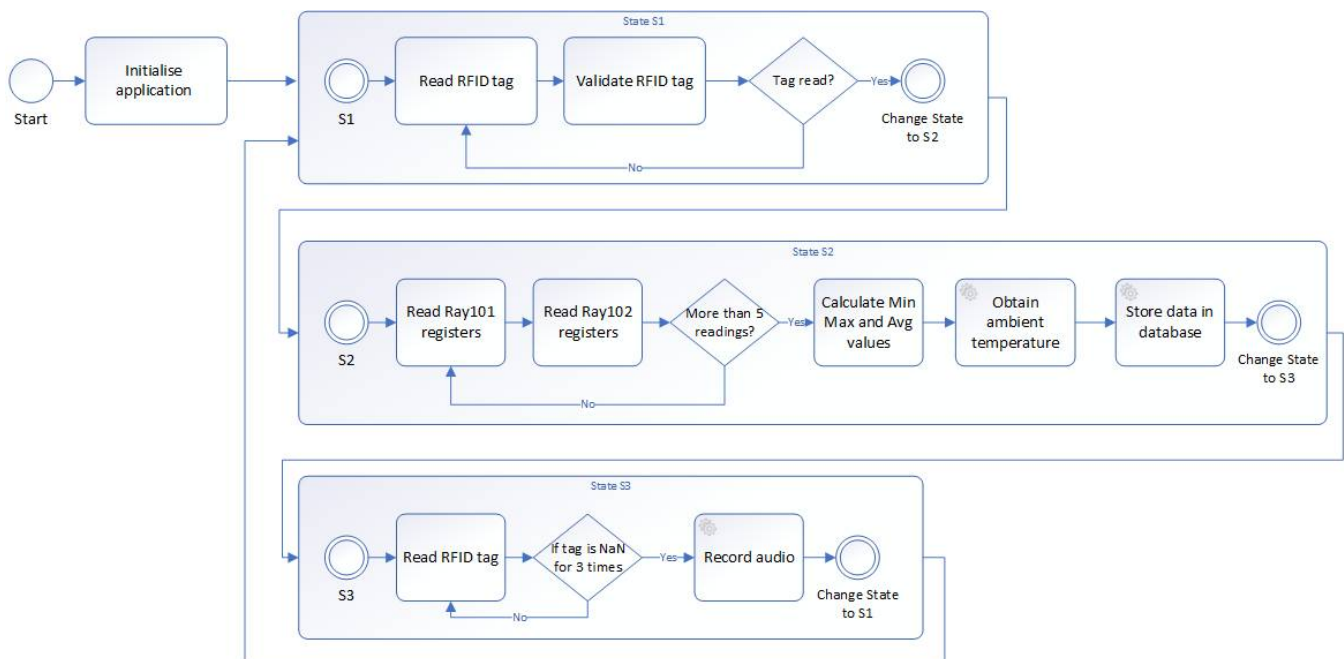 State S1
Initialise
application
Start
S1
Read RFID tag
Validate RFID tag
Tag read?
Yes
Change State
to S2
No
State S2
S2
Read Ray101
registers
Read Ray102
registers
More than 5
readings?
Yes
Calculate Min
Max and Avg
values
Obtain
ambient
temperature
Store data in
database
Change State
to S3
No
State S3
S3
Read RFID tag
If tag is NaN
for 3 times
Yes
Record audio
Change State
to S1
No